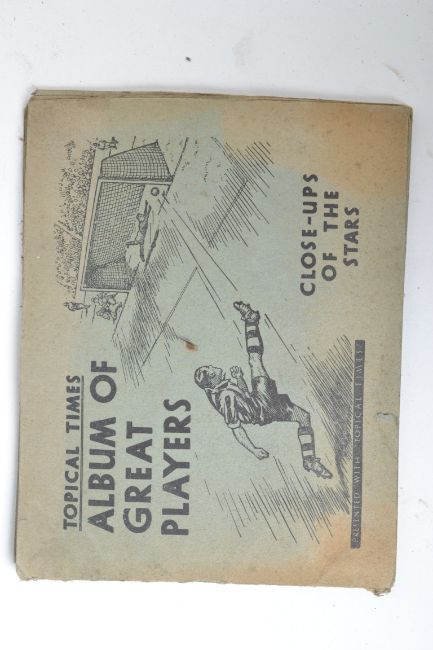 TOPICAL TIMES
ALBUM OF
GREAT
PLAYERS
CLOSE-UPS
OF THE
STARS
PRESENTED WITH "TOPICAL TIMES